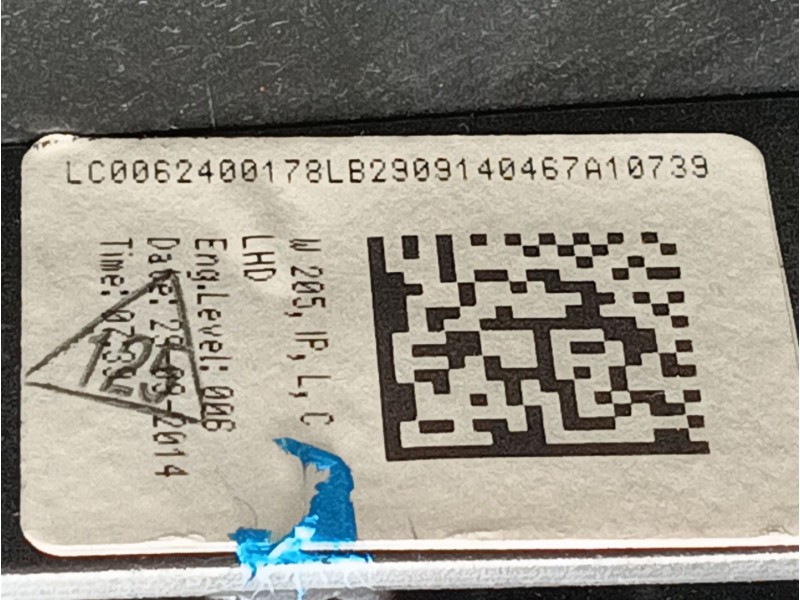 LC0062400178LB2909140467A10739
W 205, IP, L, C
LHD
Eng.Level: 006
Date: 29-09-2014
Time: 07:39
125